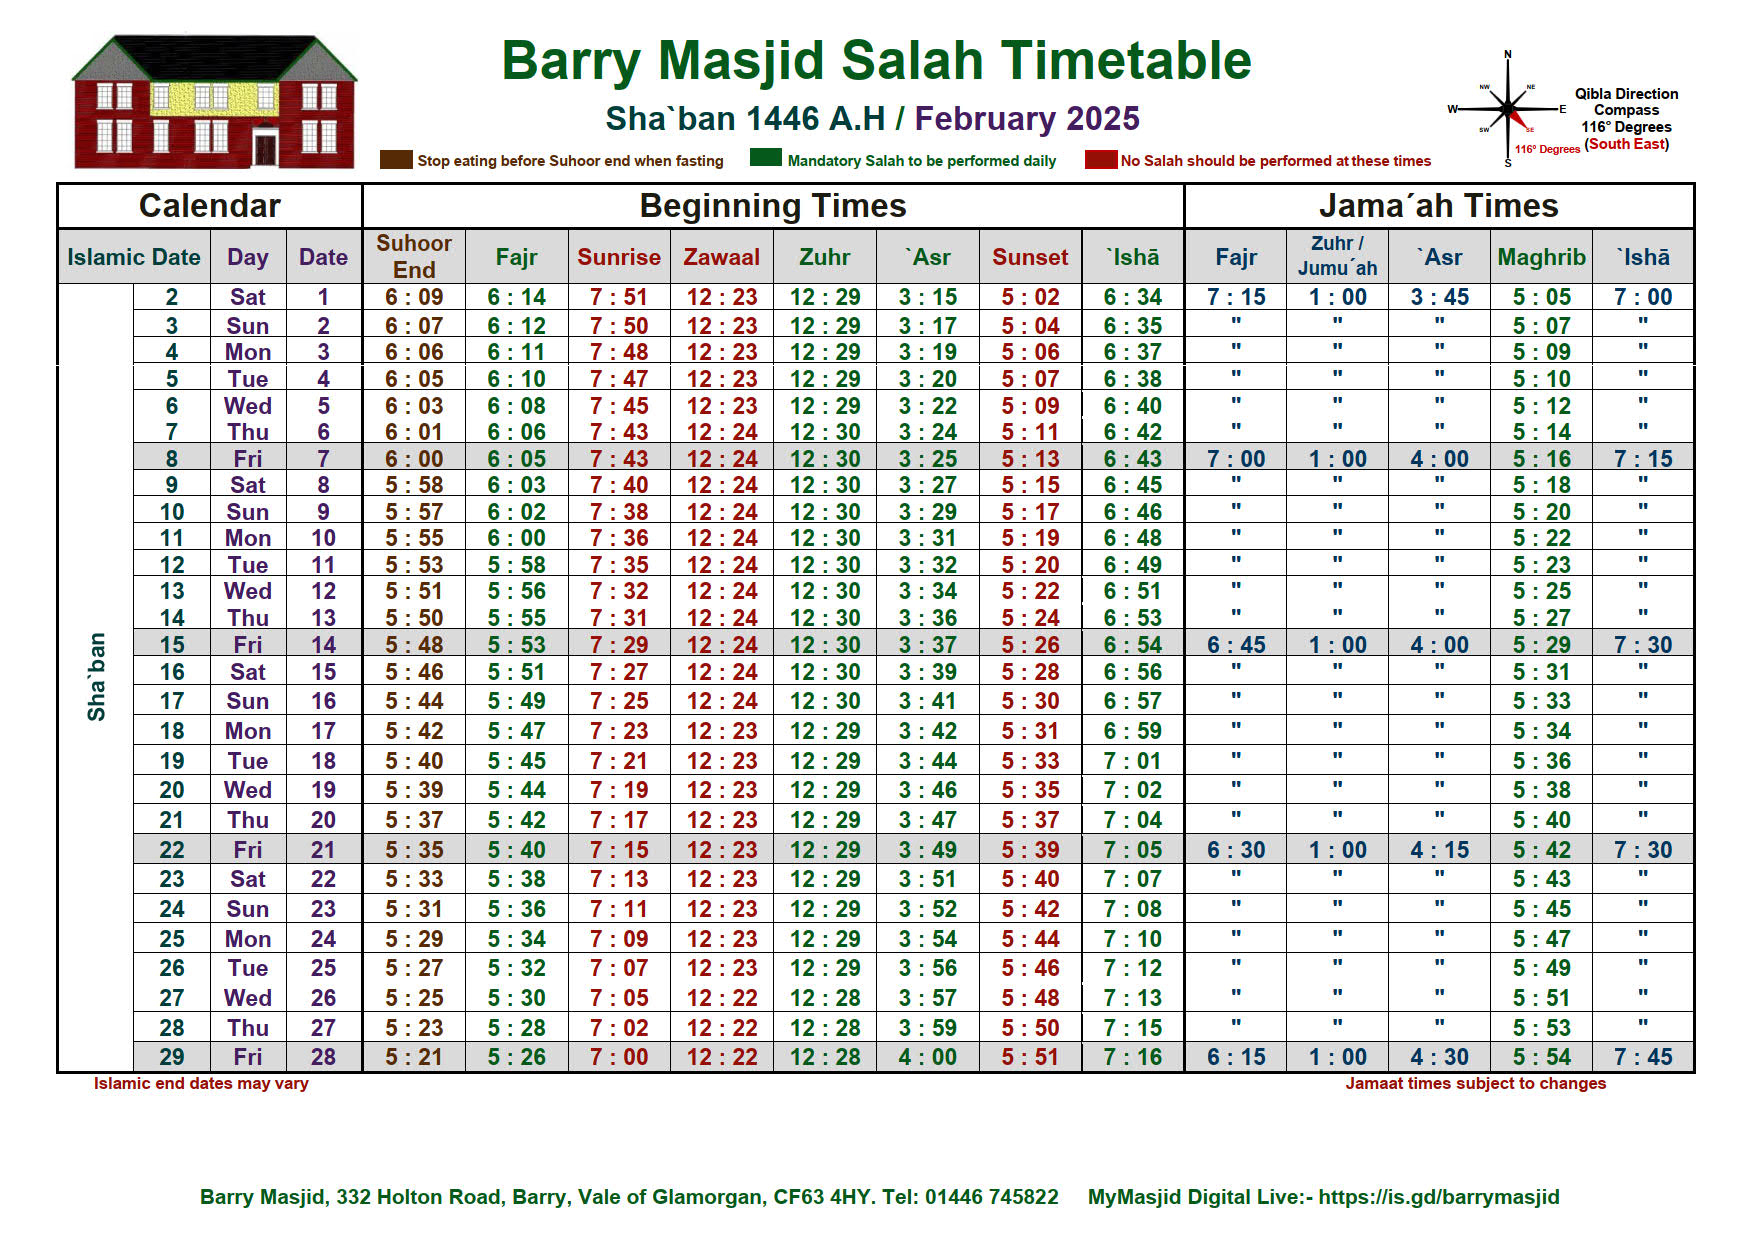 Barry Masjid Salah Timetable
Sha`ban 1446 A.H / February 2025
Stop eating before Suhoor end when fasting Mandatory Salah to be performed daily No Salah should be performed at these times
N
NW NE
W E
SW SE
S
116° Degrees
Qibla Direction
Compass
116° Degrees
(South East)
Calendar Beginning Times Jama´ah Times
Islamic Date Day Date Suhoor End Fajr Sunrise Zawaal Zuhr `Asr Sunset `Ishā Fajr Zuhr / Jumu´ah `Asr Maghrib `Ishā
Sha`ban
2 Sat 1 6 : 09 6 : 14 7 : 51 12 : 23 12 : 29 3 : 15 5 : 02 6 : 34 7 : 15 1 : 00 3 : 45 5 : 05 7 : 00
3 Sun 2 6 : 07 6 : 12 7 : 50 12 : 23 12 : 29 3 : 17 5 : 04 6 : 35 " " " 5 : 07 "
4 Mon 3 6 : 06 6 : 11 7 : 48 12 : 23 12 : 29 3 : 19 5 : 06 6 : 37 " " " 5 : 09 "
5 Tue 4 6 : 05 6 : 10 7 : 47 12 : 23 12 : 29 3 : 20 5 : 07 6 : 38 " " " 5 : 10 "
6 Wed 5 6 : 03 6 : 08 7 : 45 12 : 23 12 : 29 3 : 22 5 : 09 6 : 40 " " " 5 : 12 "
7 Thu 6 6 : 01 6 : 06 7 : 43 12 : 24 12 : 30 3 : 24 5 : 11 6 : 42 " " " 5 : 14 "
8 Fri 7 6 : 00 6 : 05 7 : 43 12 : 24 12 : 30 3 : 25 5 : 13 6 : 43 7 : 00 1 : 00 4 : 00 5 : 16 7 : 15
9 Sat 8 5 : 58 6 : 03 7 : 40 12 : 24 12 : 30 3 : 27 5 : 15 6 : 45 " " " 5 : 18 "
10 Sun 9 5 : 57 6 : 02 7 : 38 12 : 24 12 : 30 3 : 29 5 : 17 6 : 46 " " " 5 : 20 "
11 Mon 10 5 : 55 6 : 00 7 : 36 12 : 24 12 : 30 3 : 31 5 : 19 6 : 48 " " " 5 : 22 "
12 Tue 11 5 : 53 5 : 58 7 : 35 12 : 24 12 : 30 3 : 32 5 : 20 6 : 49 " " " 5 : 23 "
13 Wed 12 5 : 51 5 : 56 7 : 32 12 : 24 12 : 30 3 : 34 5 : 22 6 : 51 " " " 5 : 25 "
14 Thu 13 5 : 50 5 : 55 7 : 31 12 : 24 12 : 30 3 : 36 5 : 24 6 : 53 " " " 5 : 27 "
15 Fri 14 5 : 48 5 : 53 7 : 29 12 : 24 12 : 30 3 : 37 5 : 26 6 : 54 6 : 45 1 : 00 4 : 00 5 : 29 7 : 30
16 Sat 15 5 : 46 5 : 51 7 : 27 12 : 24 12 : 30 3 : 39 5 : 28 6 : 56 " " " 5 : 31 "
17 Sun 16 5 : 44 5 : 49 7 : 25 12 : 24 12 : 30 3 : 41 5 : 30 6 : 57 " " " 5 : 33 "
18 Mon 17 5 : 42 5 : 47 7 : 23 12 : 23 12 : 29 3 : 42 5 : 31 6 : 59 " " " 5 : 34 "
19 Tue 18 5 : 40 5 : 45 7 : 21 12 : 23 12 : 29 3 : 44 5 : 33 7 : 01 " " " 5 : 36 "
20 Wed 19 5 : 39 5 : 44 7 : 19 12 : 23 12 : 29 3 : 46 5 : 35 7 : 02 " " " 5 : 38 "
21 Thu 20 5 : 37 5 : 42 7 : 17 12 : 23 12 : 29 3 : 47 5 : 37 7 : 04 " " " 5 : 40 "
22 Fri 21 5 : 35 5 : 40 7 : 15 12 : 23 12 : 29 3 : 49 5 : 39 7 : 05 6 : 30 1 : 00 4 : 15 5 : 42 7 : 30
23 Sat 22 5 : 33 5 : 38 7 : 13 12 : 23 12 : 29 3 : 51 5 : 40 7 : 07 " " " 5 : 43 "
24 Sun 23 5 : 31 5 : 36 7 : 11 12 : 23 12 : 29 3 : 52 5 : 42 7 : 08 " " " 5 : 45 "
25 Mon 24 5 : 29 5 : 34 7 : 09 12 : 23 12 : 29 3 : 54 5 : 44 7 : 10 " " " 5 : 47 "
26 Tue 25 5 : 27 5 : 32 7 : 07 12 : 23 12 : 29 3 : 56 5 : 46 7 : 12 " " " 5 : 49 "
27 Wed 26 5 : 25 5 : 30 7 : 05 12 : 22 12 : 28 3 : 57 5 : 48 7 : 13 " " " 5 : 51 "
28 Thu 27 5 : 23 5 : 28 7 : 02 12 : 22 12 : 28 3 : 59 5 : 50 7 : 15 " " " 5 : 53 "
29 Fri 28 5 : 21 5 : 26 7 : 00 12 : 22 12 : 28 4 : 00 5 : 51 7 : 16 6 : 15 1 : 00 4 : 30 5 : 54 7 : 45
Islamic end dates may vary Jamaat times subject to changes
Barry Masjid, 332 Holton Road, Barry, Vale of Glamorgan, CF63 4HY. Tel: 01446 745822 MyMasjid Digital Live:- https://is.gd/barrymasjid